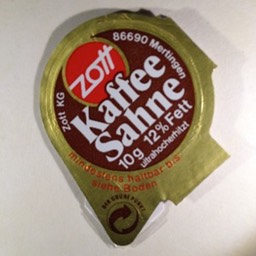 Zott KG
86690 Mertingen
Zott
Kaffee
Sahne
10g 12% Fett
ultrahocherhitzt
mindestens haltbar bis:
siehe Boden
DER GRÜNE PUNKT